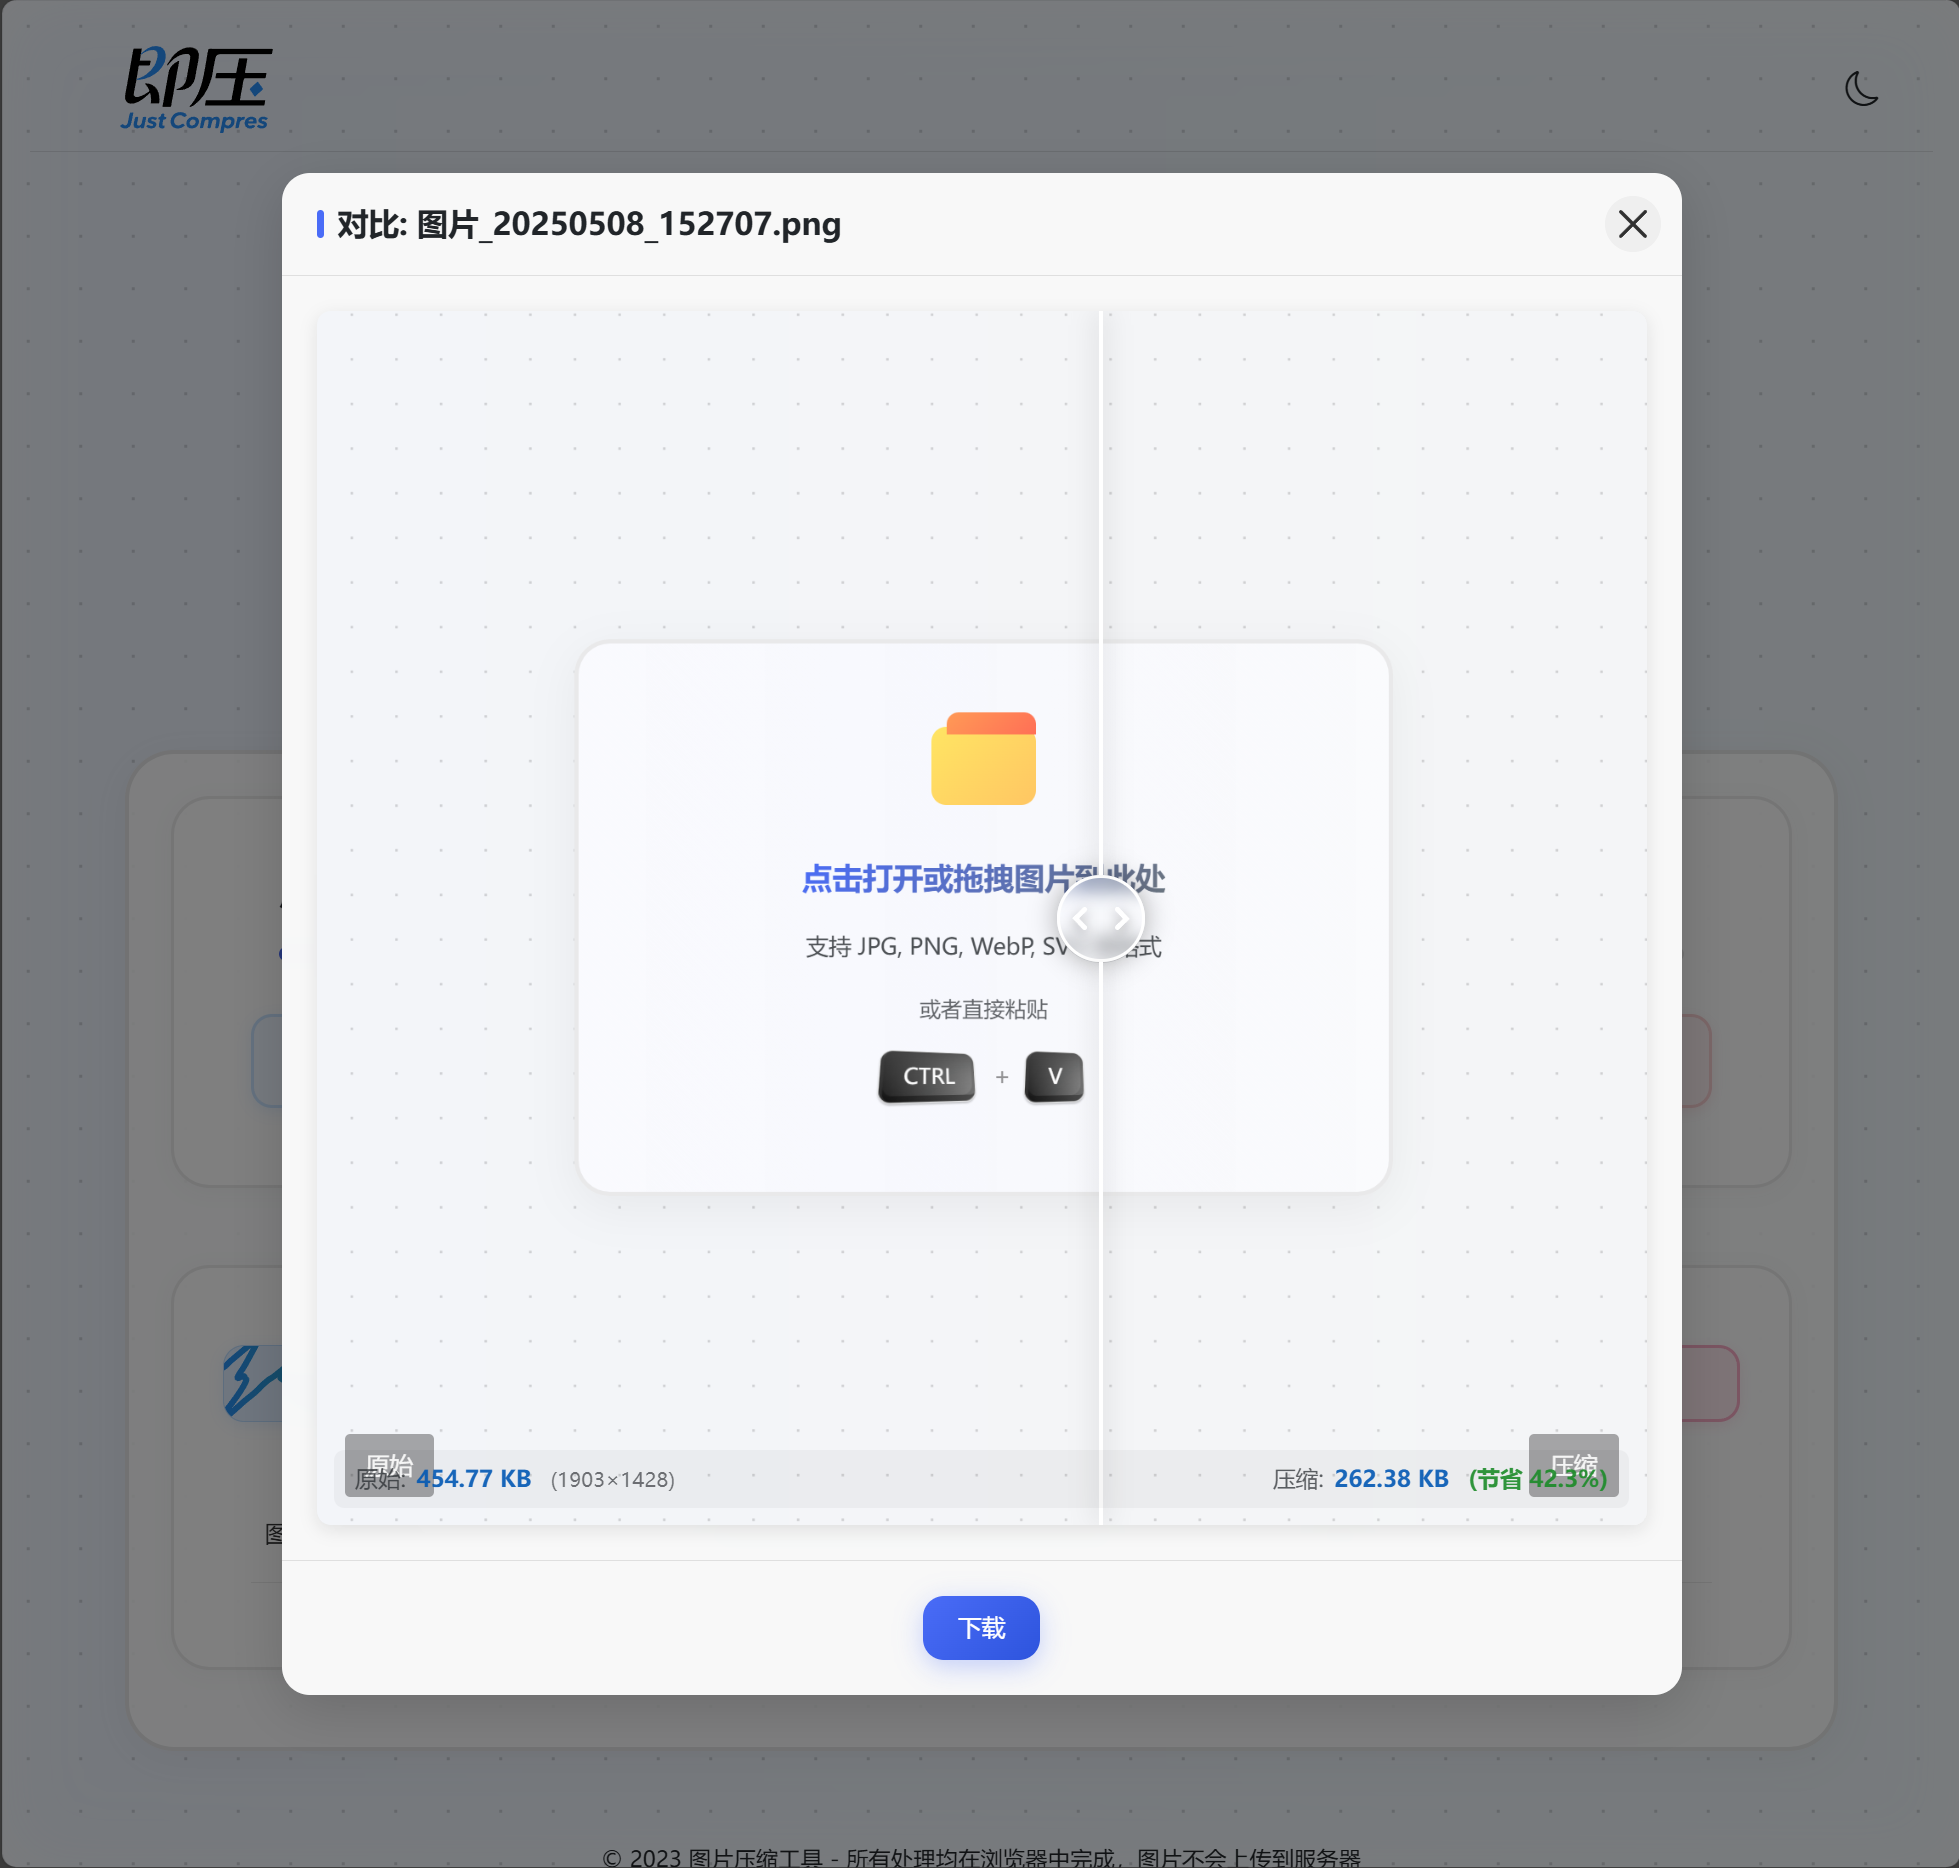 即压
Just Compres
对比: 图片_20250508_152707.png
点击打开或拖拽图片到此处
支持 JPG, PNG, WebP, SV 格式
或者直接粘贴
CTRL + V
原始 压缩
原始: 454.77 KB (1903×1428) 压缩: 262.38 KB (节省 42.3%)
图
下载
© 2023 图片压缩工具 - 所有处理均在浏览器中完成，图片不会上传到服务器